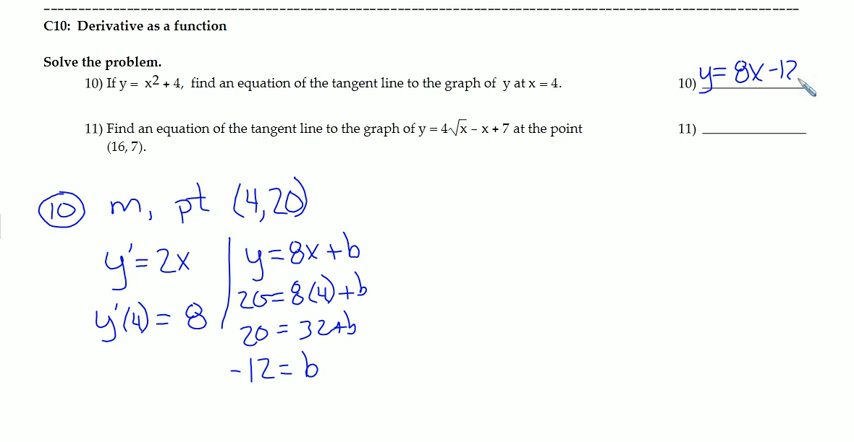 C10: Derivative as a function
Solve the problem.
10) If y = x² + 4, find an equation of the tangent line to the graph of y at x = 4.
10) y = 8x - 12
11) Find an equation of the tangent line to the graph of y = 4√x - x + 7 at the point
(16, 7).
11)
10 m, pt (4, 20)
y' = 2x
y'(4) = 8
y = 8x + b
20 = 8(4) + b
20 = 32 + b
-12 = b